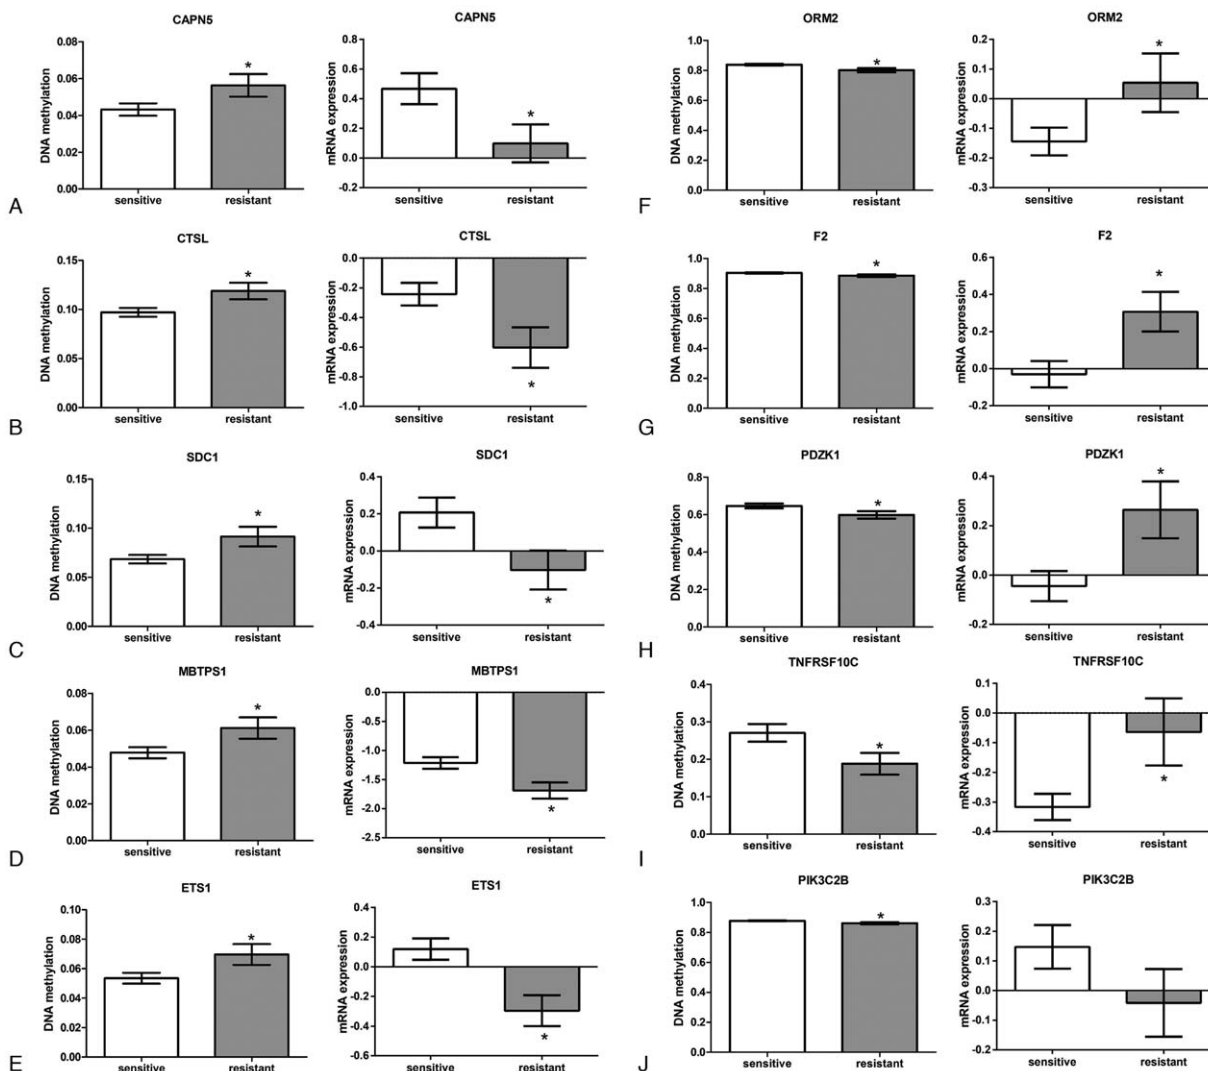 CAPN5
DNA methylation
0.08
0.06
0.04
0.02
0.00
sensitive
resistant
*
CAPN5
mRNA expression
0.6
0.4
0.2
0.0
-0.2
sensitive
resistant
*
A
CTSL
DNA methylation
0.15
0.10
0.05
0.00
sensitive
resistant
*
CTSL
mRNA expression
0.0
-0.2
-0.4
-0.6
-0.8
-1.0
sensitive
resistant
*
B
SDC1
DNA methylation
0.15
0.10
0.05
0.00
sensitive
resistant
*
SDC1
mRNA expression
0.4
0.2
0.0
-0.2
-0.4
sensitive
resistant
*
C
MBTPS1
DNA methylation
0.08
0.06
0.04
0.02
0.00
sensitive
resistant
*
MBTPS1
mRNA expression
0.0
-0.5
-1.0
-1.5
-2.0
-2.5
sensitive
resistant
*
D
ETS1
DNA methylation
0.10
0.08
0.06
0.04
0.02
0.00
sensitive
resistant
*
ETS1
mRNA expression
0.4
0.2
0.0
-0.2
-0.4
-0.6
sensitive
resistant
*
E
ORM2
DNA methylation
1.0
0.8
0.6
0.4
0.2
0.0
sensitive
resistant
*
ORM2
mRNA expression
0.2
0.1
0.0
-0.1
-0.2
-0.3
sensitive
resistant
*
F
F2
DNA methylation
1.0
0.8
0.6
0.4
0.2
0.0
sensitive
resistant
*
F2
mRNA expression
0.6
0.4
0.2
0.0
-0.2
sensitive
resistant
*
G
PDZK1
DNA methylation
0.8
0.6
0.4
0.2
0.0
sensitive
resistant
*
PDZK1
mRNA expression
0.4
0.2
0.0
-0.2
sensitive
resistant
*
H
TNFRSF10C
DNA methylation
0.4
0.3
0.2
0.1
0.0
sensitive
resistant
*
TNFRSF10C
mRNA expression
0.1
0.0
-0.1
-0.2
-0.3
-0.4
sensitive
resistant
*
I
PIK3C2B
DNA methylation
1.0
0.8
0.6
0.4
0.2
0.0
sensitive
resistant
*
PIK3C2B
mRNA expression
0.3
0.2
0.1
0.0
-0.1
-0.2
sensitive
resistant
J